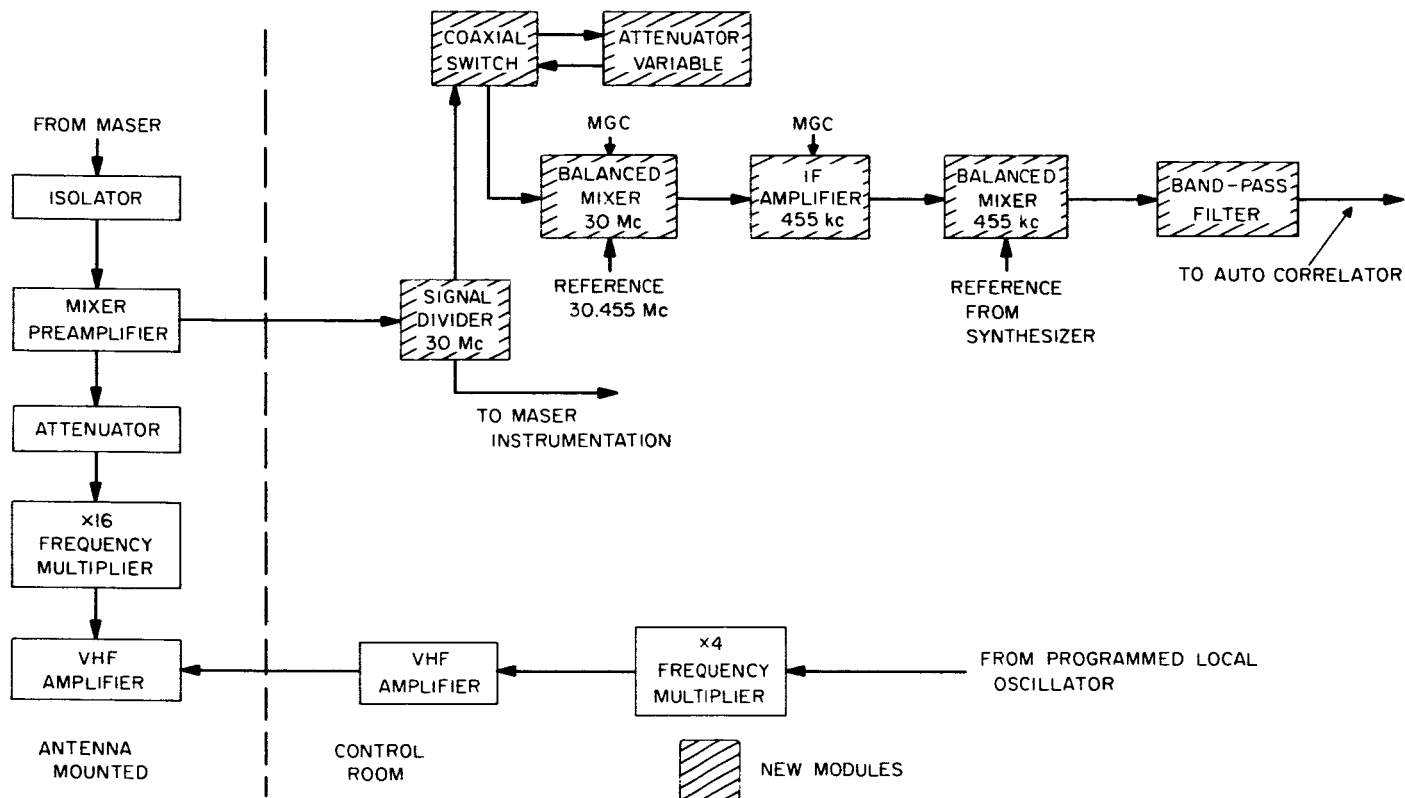 FROM MASER
ISOLATOR
MIXER
PREAMPLIFIER
ATTENUATOR
×16
FREQUENCY
MULTIPLIER
VHF
AMPLIFIER
ANTENNA
MOUNTED
COAXIAL
SWITCH
ATTENUATOR
VARIABLE
MGC
BALANCED
MIXER
30 Mc
REFERENCE
30.455 Mc
MGC
IF
AMPLIFIER
455 kc
BALANCED
MIXER
455 kc
REFERENCE
FROM
SYNTHESIZER
BAND-PASS
FILTER
TO AUTO CORRELATOR
SIGNAL
DIVIDER
30 Mc
TO MASER
INSTRUMENTATION
VHF
AMPLIFIER
×4
FREQUENCY
MULTIPLIER
FROM PROGRAMMED LOCAL
OSCILLATOR
CONTROL
ROOM
NEW MODULES